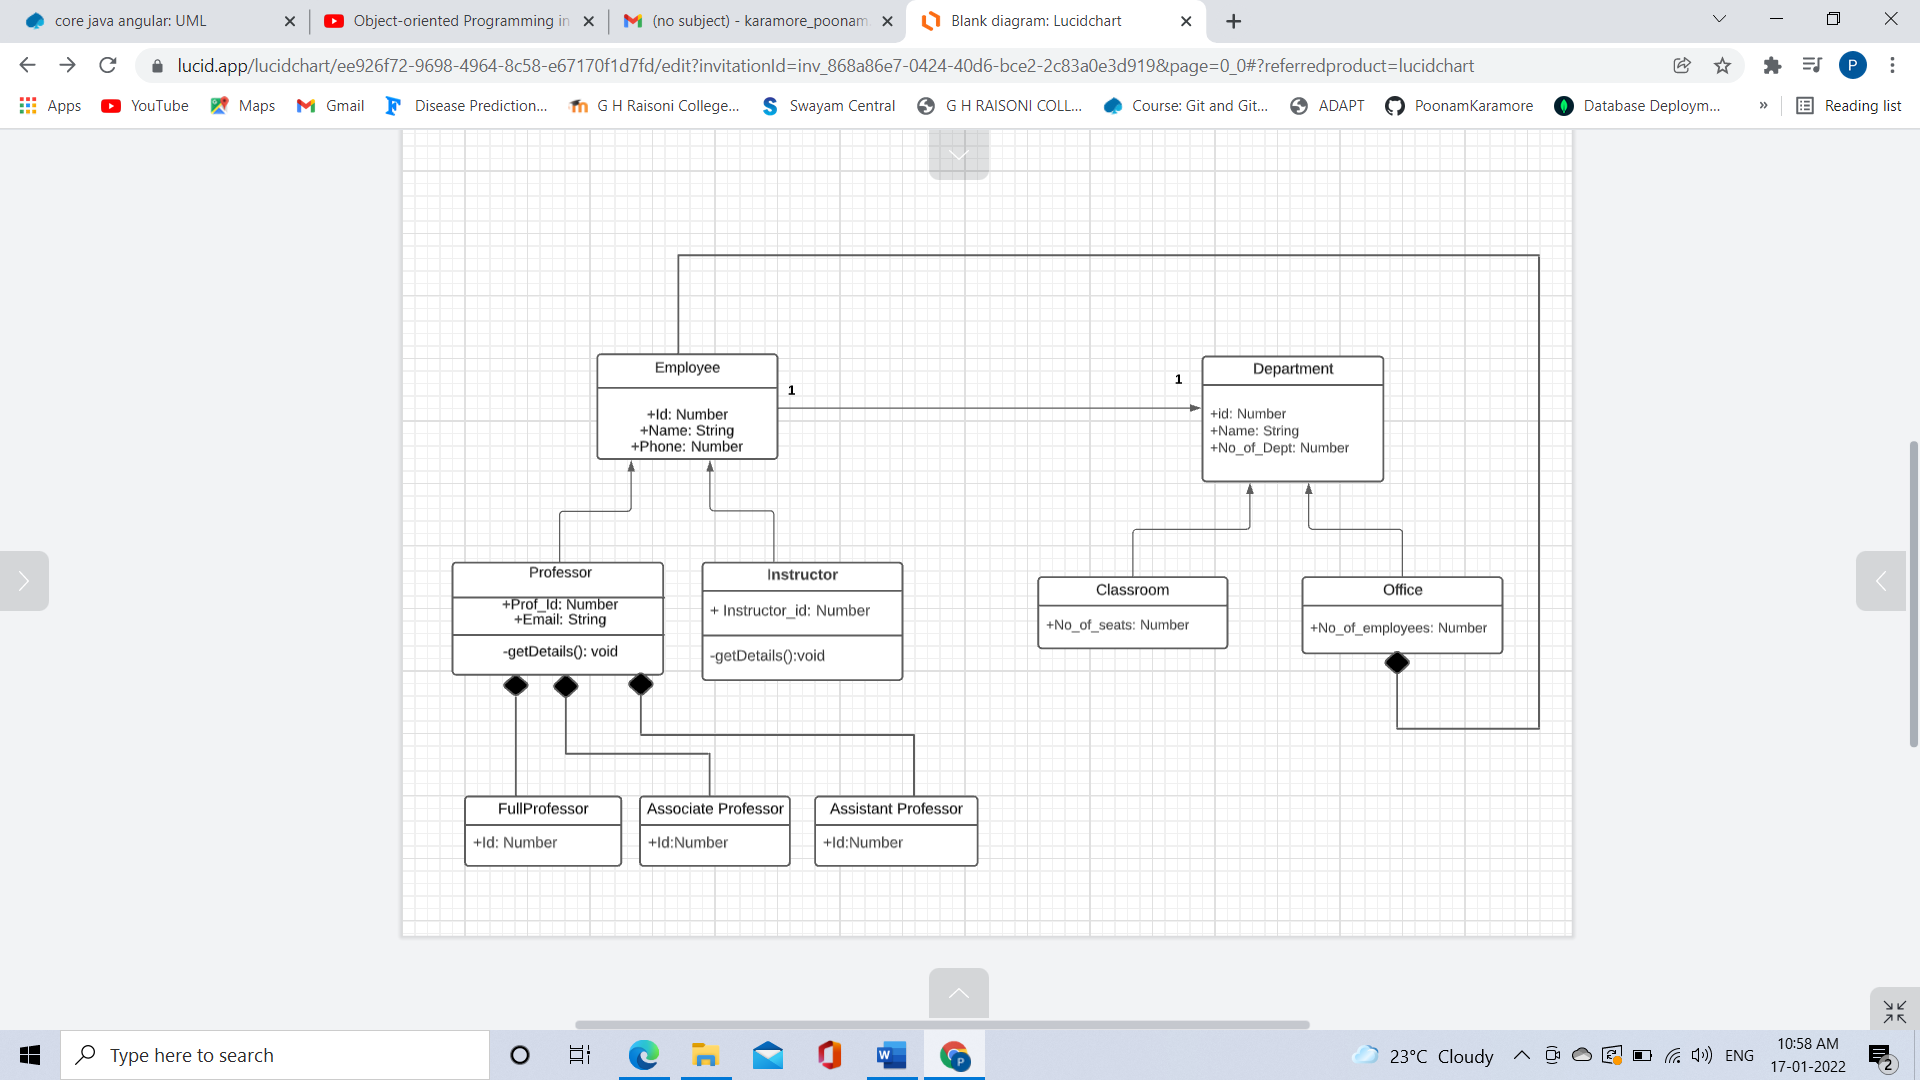 core java angular: UML
Object-oriented Programming in
(no subject) - karamore_poonam
Blank diagram: Lucidchart
lucid.app/lucidchart/ee926f72-9698-4964-8c58-e67170f1d7fd/edit?invitationId=inv_868a86e7-0424-40d6-bce2-2c83a0e3d919&page=0_0#?referredproduct=lucidchart
P
Apps
YouTube
Maps
Gmail
Disease Prediction...
G H Raisoni College...
Swayam Central
G H RAISONI COLL...
Course: Git and Git...
ADAPT
PoonamKaramore
Database Deploym...
»
Reading list
Employee
+Id: Number
+Name: String
+Phone: Number
1
1
Department
+id: Number
+Name: String
+No_of_Dept: Number
Professor
+Prof_Id: Number
+Email: String
-getDetails(): void
Instructor
+ Instructor_id: Number
-getDetails():void
Classroom
+No_of_seats: Number
Office
+No_of_employees: Number
FullProfessor
+Id: Number
Associate Professor
+Id:Number
Assistant Professor
+Id:Number
Type here to search
23°C Cloudy
ENG
10:58 AM
17-01-2022
2